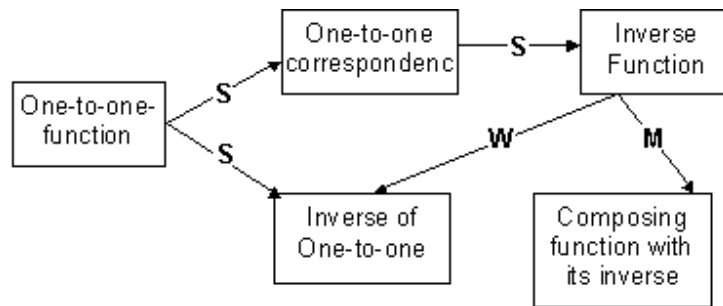 One-to-one
correspondenc
S
Inverse
Function
One-to-one-
function
S
S
W
M
Inverse of
One-to-one
Composing
function with
its inverse